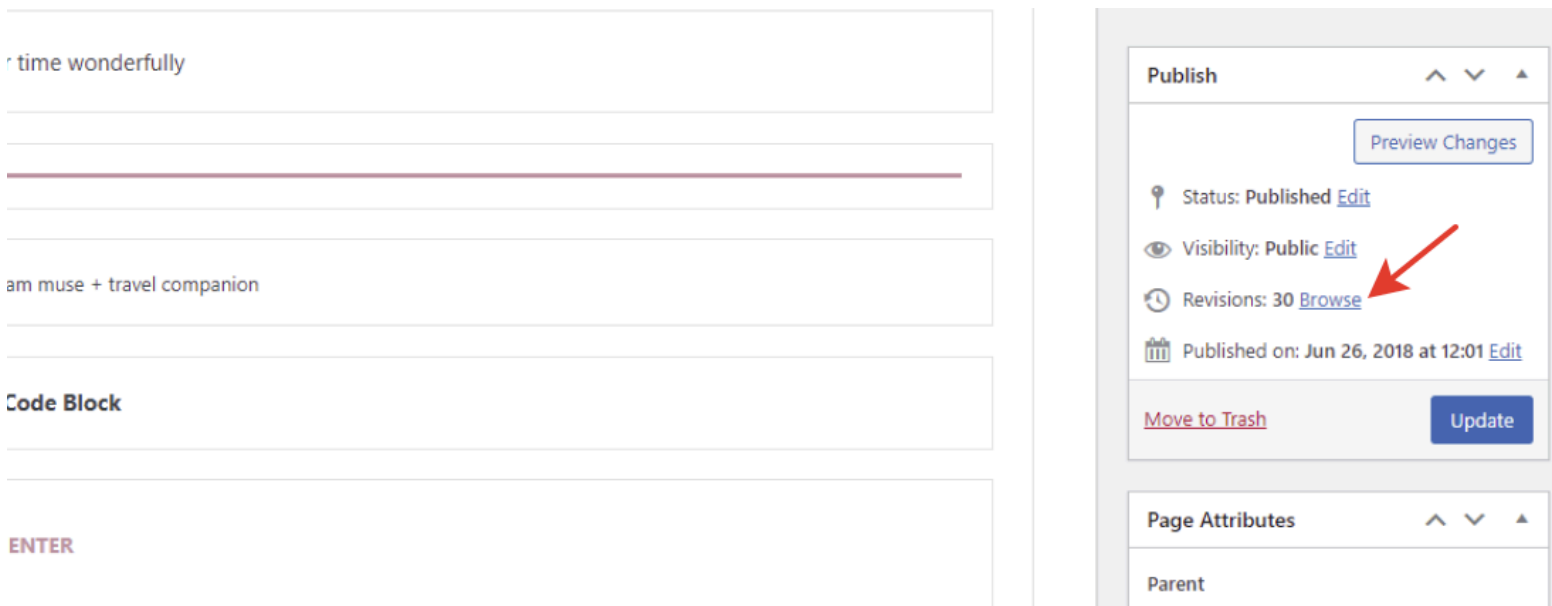 time wonderfully
am muse + travel companion
Code Block
ENTER
Publish
Preview Changes
Status: Published Edit
Visibility: Public Edit
Revisions: 30 Browse
Published on: Jun 26, 2018 at 12:01 Edit
Move to Trash
Update
Page Attributes
Parent